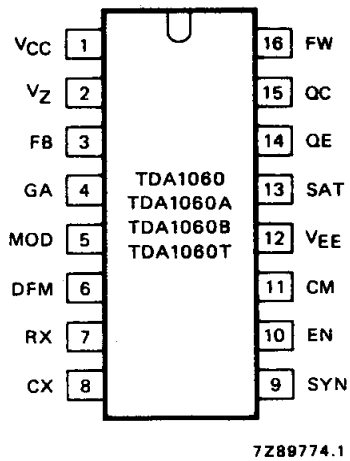 VCC 1 16 FW
VZ 2 15 QC
FB 3 14 QE
GA 4 TDA1060 13 SAT
TDA1060A
MOD 5 TDA1060B 12 VEE
TDA1060T
DFM 6 11 CM
RX 7 10 EN
CX 8 9 SYN
7Z89774.1